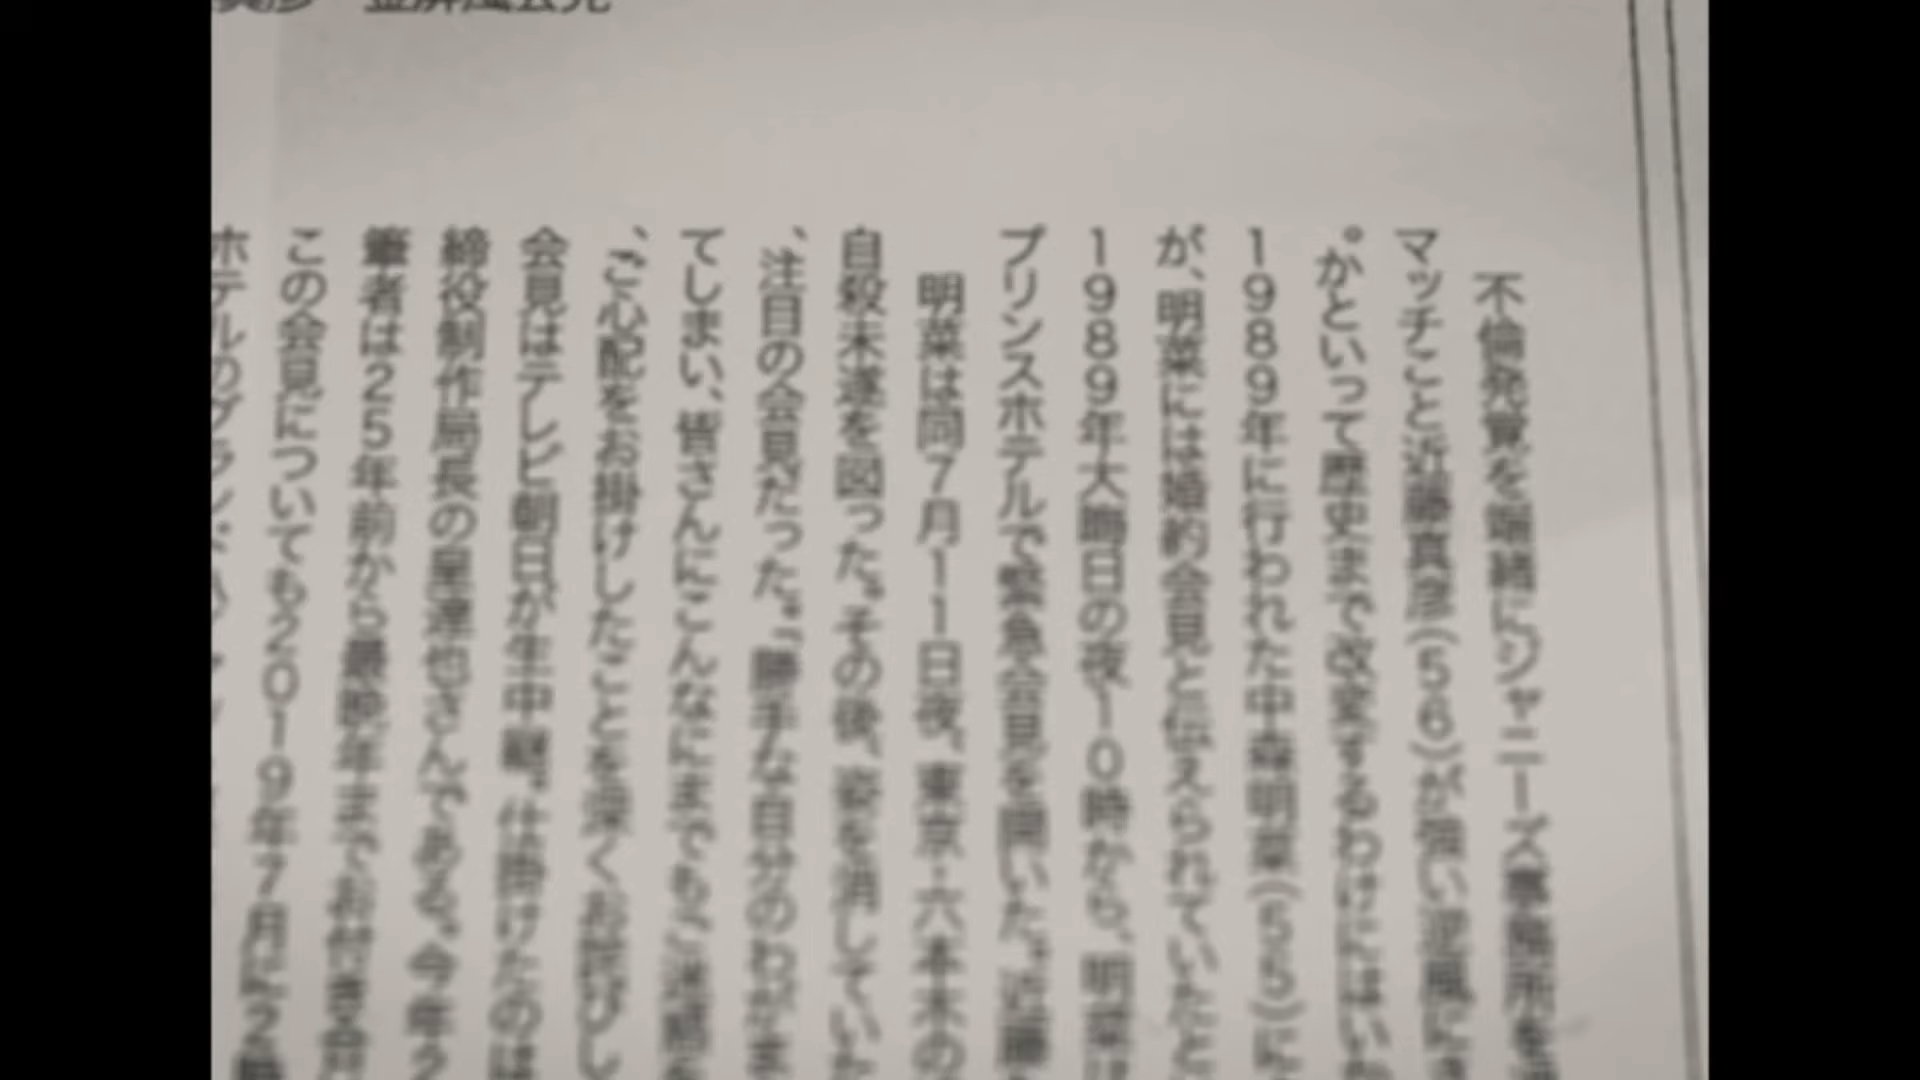 不倫発覚を端緒にジャニーズ事務所を退
マッチこと近藤真彦（５６）が強い逆風にさ
。かといって歴史まで改変するわけにはいか
１９８９年に行われた中森明菜（５５）に
が、明菜には婚約会見と伝えられていたと
１９８９年大晦日の夜１０時から、明菜は
プリンスホテルで緊急会見を開いた。近藤
明菜は同７月１１日夜、東京・六本木の
自殺未遂を図った。その後、姿を消していた
、注目の会見だった。「勝手な自分のわがま
てしまい、皆さんにこんなにまでもご迷惑を
、ご心配をお掛けしたことを深くお詫びし
会見はテレビ朝日が生中継。仕掛けたのは
締役制作局長の皇達也さんである。今年２
筆者は２５年前から最晩年までお付き合
この会見についても２０１９年７月に２